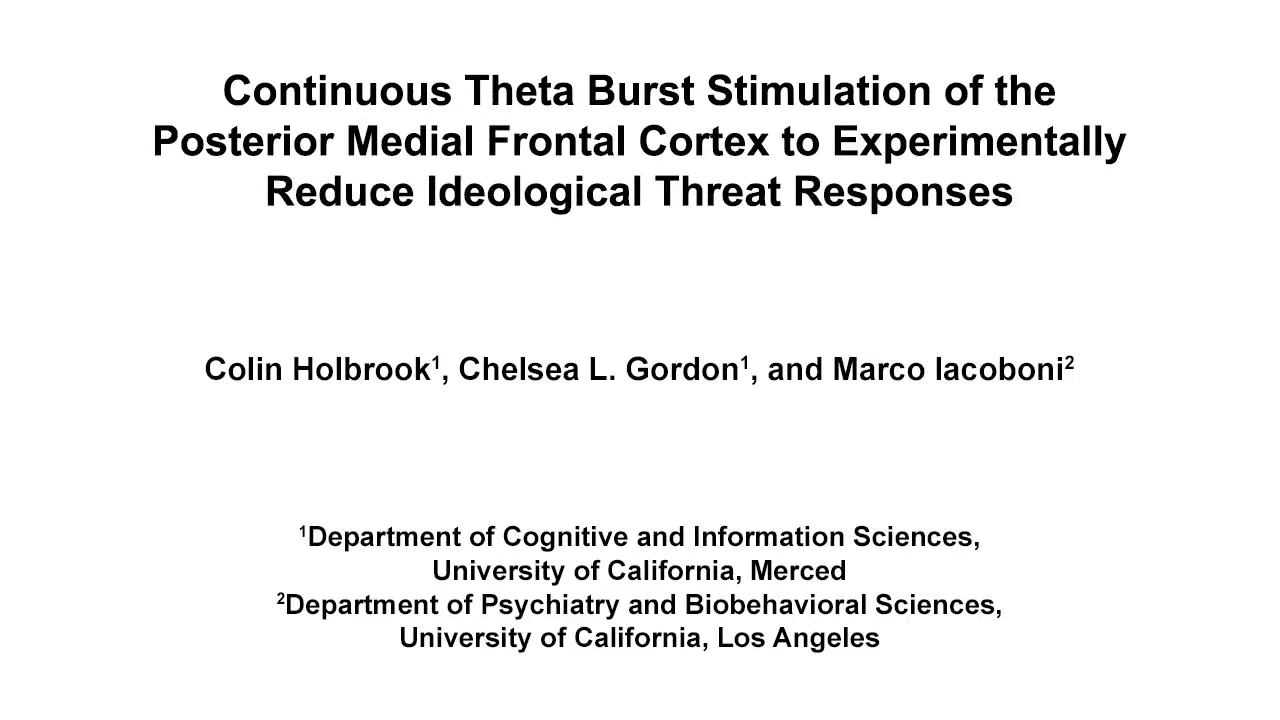 Continuous Theta Burst Stimulation of the
Posterior Medial Frontal Cortex to Experimentally
Reduce Ideological Threat Responses
Colin Holbrook¹, Chelsea L. Gordon¹, and Marco Iacoboni²
¹Department of Cognitive and Information Sciences,
University of California, Merced
²Department of Psychiatry and Biobehavioral Sciences,
University of California, Los Angeles